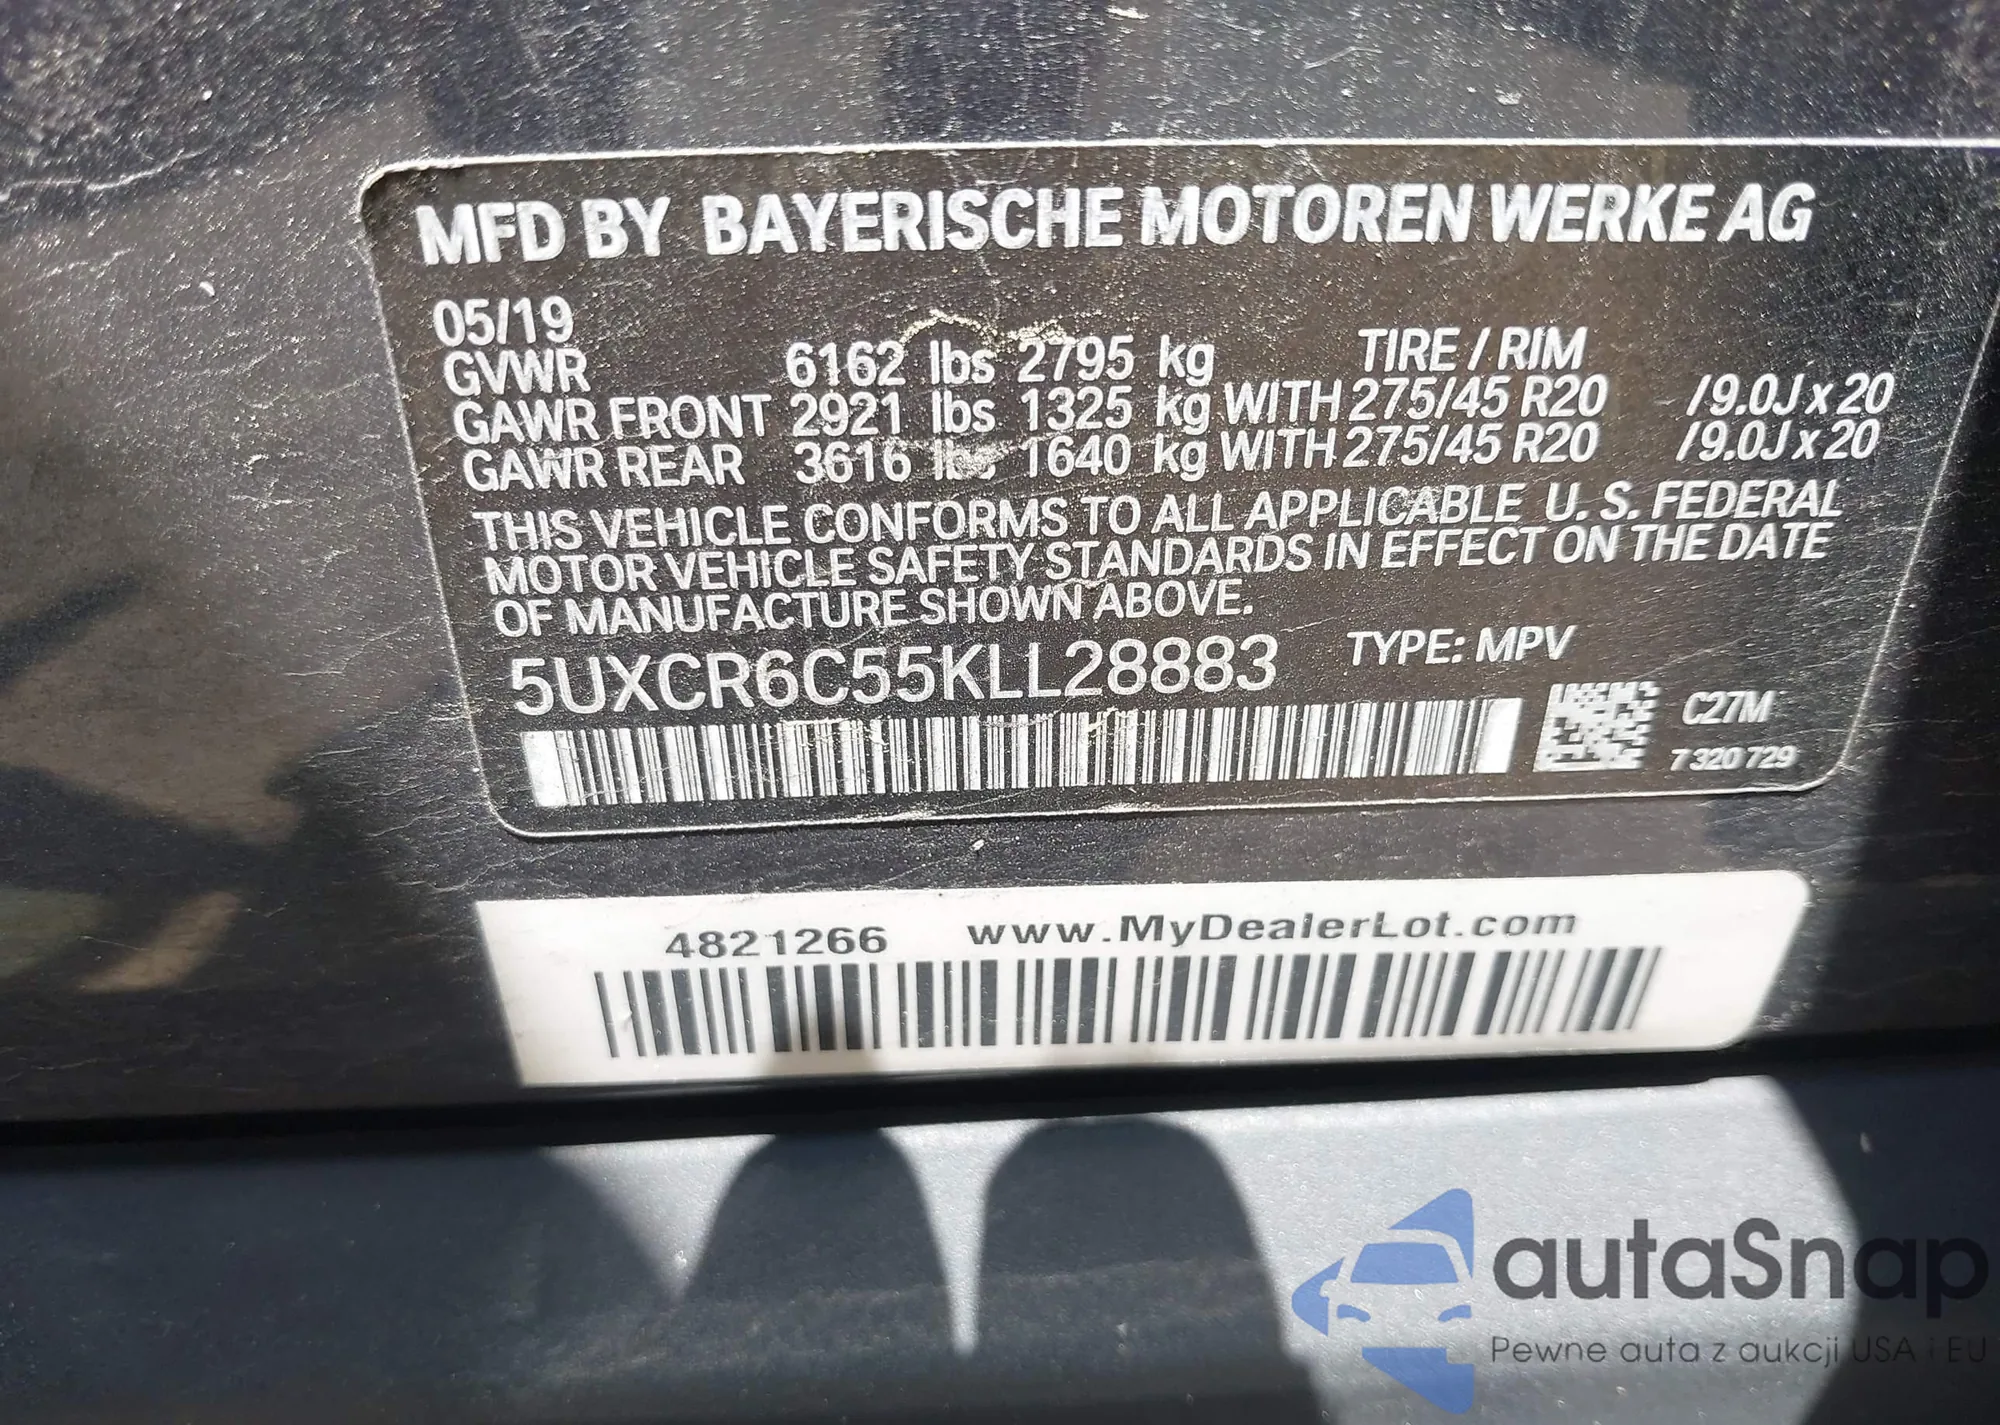 MFD BY BAYERISCHE MOTOREN WERKE AG
05/19
GVWR 6162 lbs 2795 kg TIRE / RIM
GAWR FRONT 2921 lbs 1325 kg WITH 275/45 R20 /9.0J x 20
GAWR REAR 3616 lbs 1640 kg WITH 275/45 R20 /9.0J x 20
THIS VEHICLE CONFORMS TO ALL APPLICABLE U. S. FEDERAL
MOTOR VEHICLE SAFETY STANDARDS IN EFFECT ON THE DATE
OF MANUFACTURE SHOWN ABOVE.
5UXCR6C55KLL28883 TYPE: MPV
C27M
7 320 729
4821266 www.MyDealerLot.com
autaSnap
Pewne auta z aukcji USA i EU